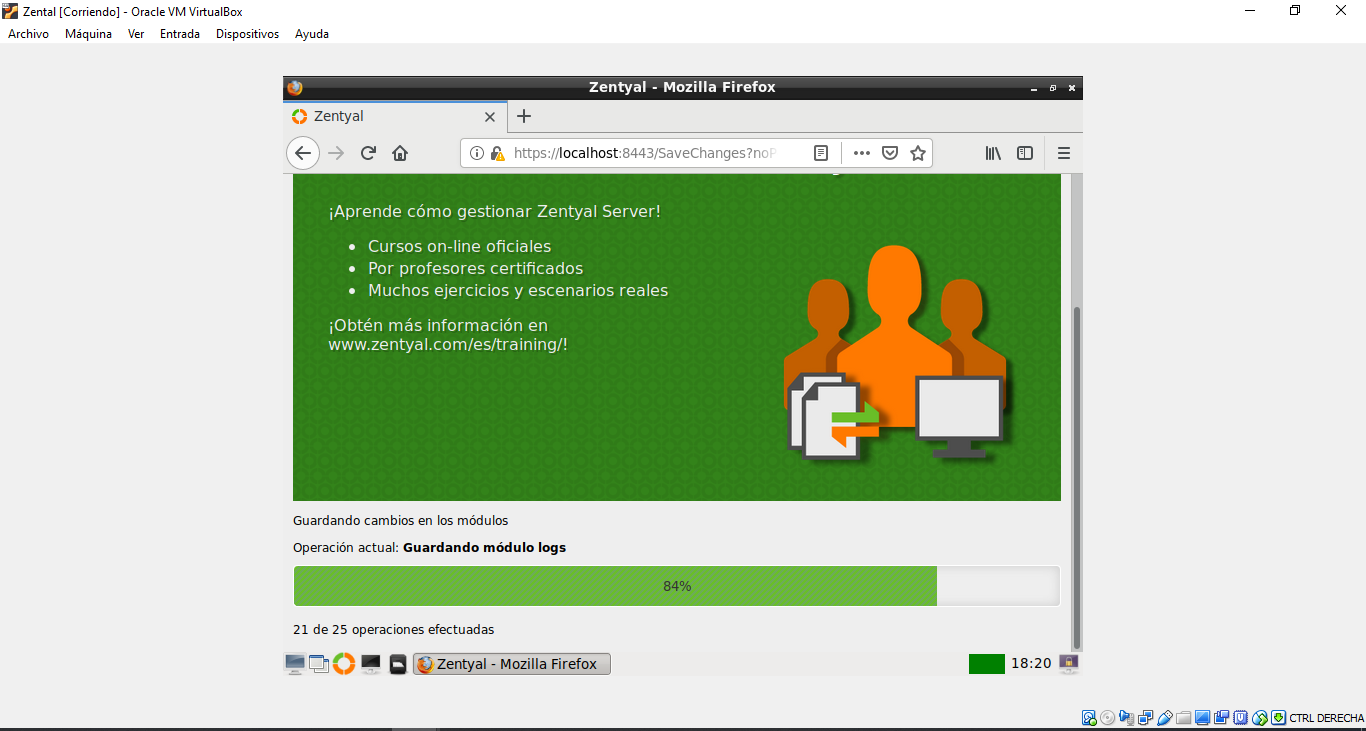 Zental [Corriendo] - Oracle VM VirtualBox
Archivo Máquina Ver Entrada Dispositivos Ayuda
Zentyal - Mozilla Firefox
Zentyal
https://localhost:8443/SaveChanges?noP
¡Aprende cómo gestionar Zentyal Server!
• Cursos on-line oficiales
• Por profesores certificados
• Muchos ejercicios y escenarios reales
¡Obtén más información en
www.zentyal.com/es/training/!
Guardando cambios en los módulos
Operación actual: Guardando módulo logs
84%
21 de 25 operaciones efectuadas
Zentyal - Mozilla Firefox
18:20
CTRL DERECHA